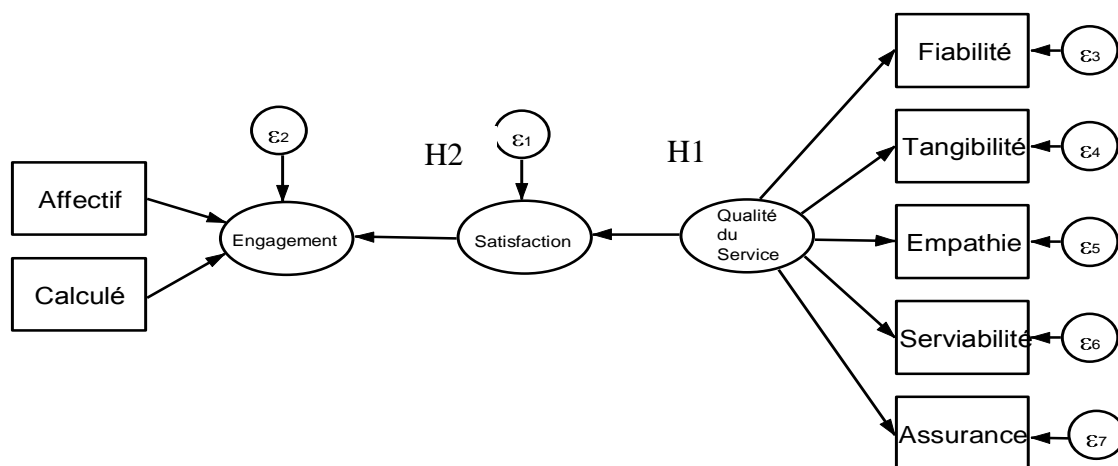 Fiabilité
ε3
Tangibilité
ε4
ε2
H2
ε1
H1
Affectif
Engagement
Satisfaction
Qualité
du
Service
Empathie
ε5
Calculé
Serviabilité
ε6
Assurance
ε7